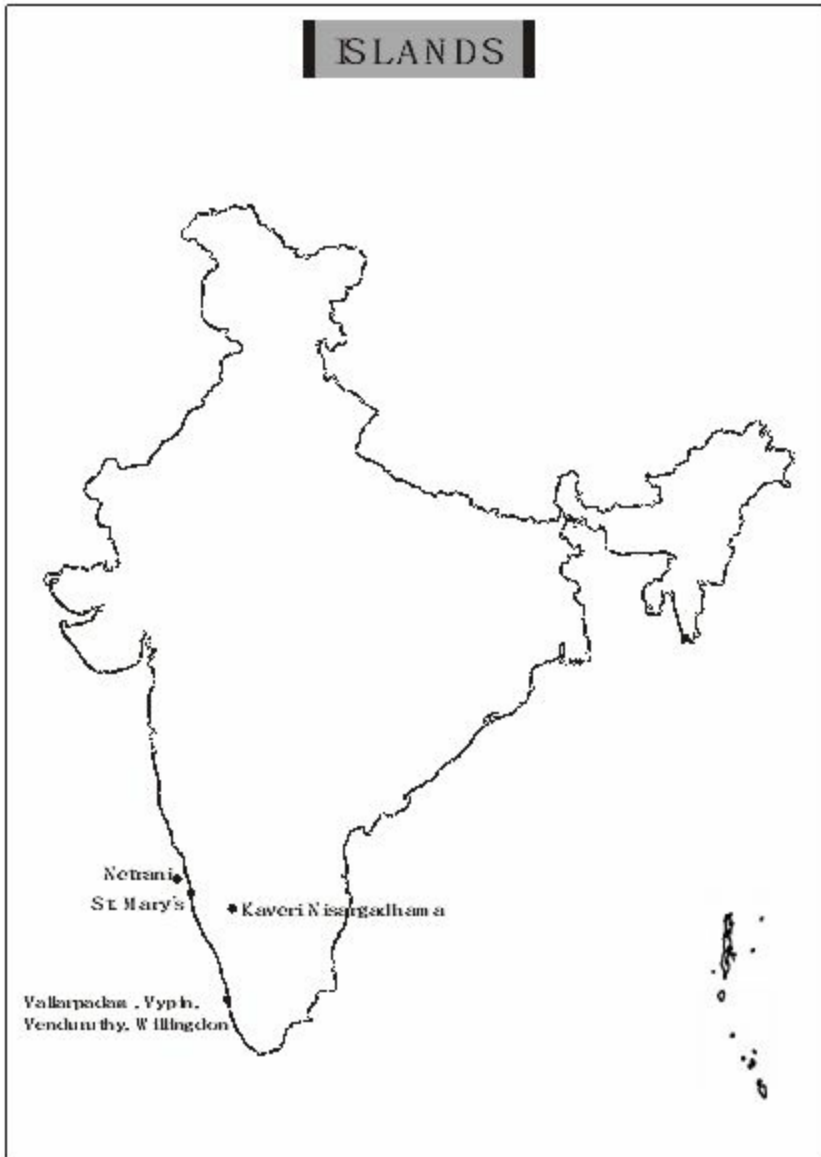 ISLANDS
Netrani
St. Mary's
Kaveri Nisargadhama
Vallarpadam, Vypin,
Venduruthy, Willingdon